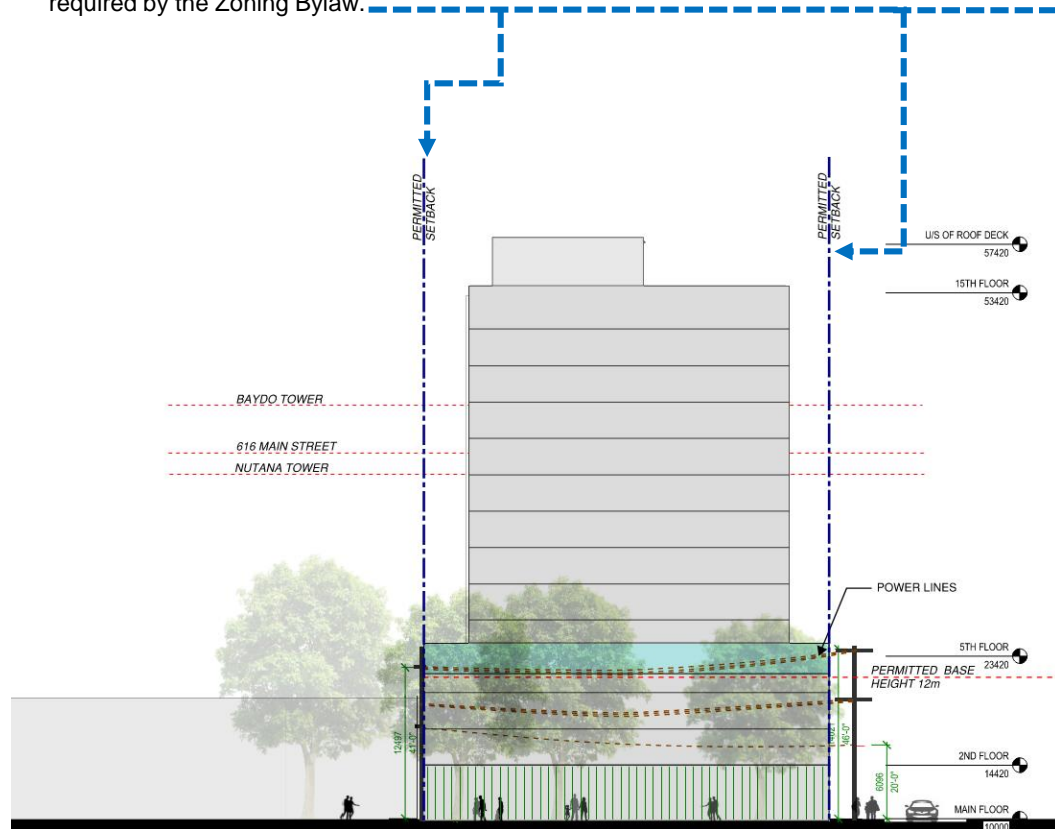 required by the Zoning Bylaw.
PERMITTED
SETBACK
PERMITTED
SETBACK
U/S OF ROOF DECK
57420
15TH FLOOR
53420
BAYDO TOWER
616 MAIN STREET
NUTANA TOWER
POWER LINES
5TH FLOOR
23420
PERMITTED BASE
HEIGHT 12m
12497
41'-0"
14021
46'-0"
6096
20'-0"
2ND FLOOR
14420
MAIN FLOOR
10000